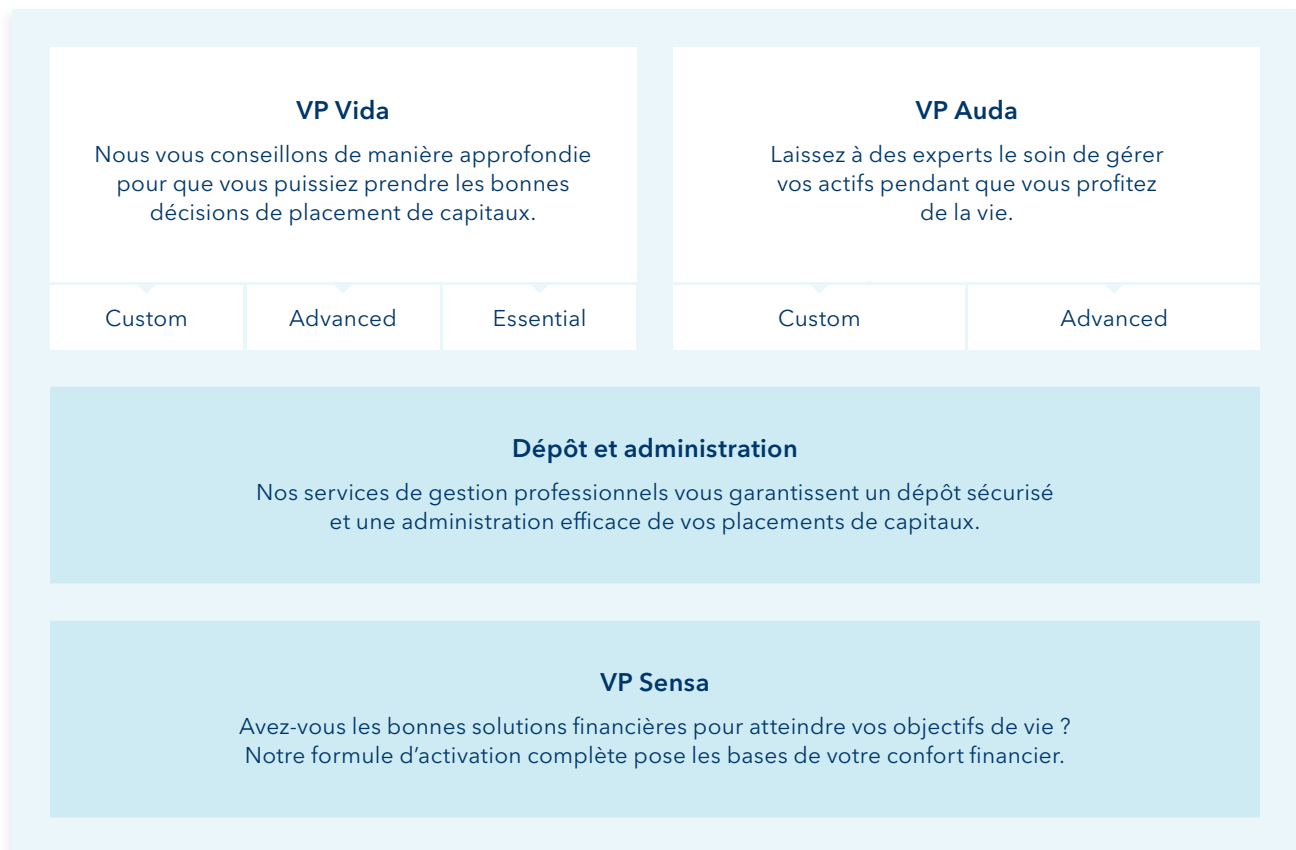 VP Vida
Nous vous conseillons de manière approfondie
pour que vous puissiez prendre les bonnes
décisions de placement de capitaux.
Custom
Advanced
Essential
VP Auda
Laissez à des experts le soin de gérer
vos actifs pendant que vous profitez
de la vie.
Custom
Advanced
Dépôt et administration
Nos services de gestion professionnels vous garantissent un dépôt sécurisé
et une administration efficace de vos placements de capitaux.
VP Sensa
Avez-vous les bonnes solutions financières pour atteindre vos objectifs de vie ?
Notre formule d’activation complète pose les bases de votre confort financier.